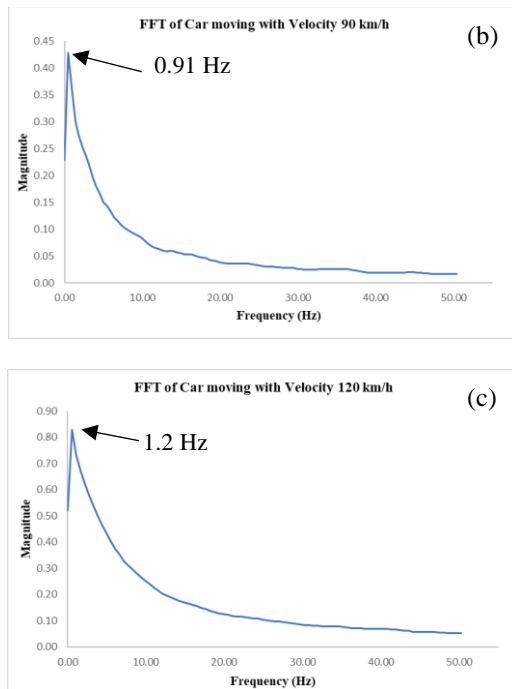 FFT of Car moving with Velocity 90 km/h
(b)
0.91 Hz
0.45
0.40
0.35
0.30
0.25
0.20
0.15
0.10
0.05
0.00
Magnitude
0.00 10.00 20.00 30.00 40.00 50.00
Frequency (Hz)
FFT of Car moving with Velocity 120 km/h
(c)
1.2 Hz
0.90
0.80
0.70
0.60
0.50
0.40
0.30
0.20
0.10
0.00
Magnitude
0.00 10.00 20.00 30.00 40.00 50.00
Frequency (Hz)